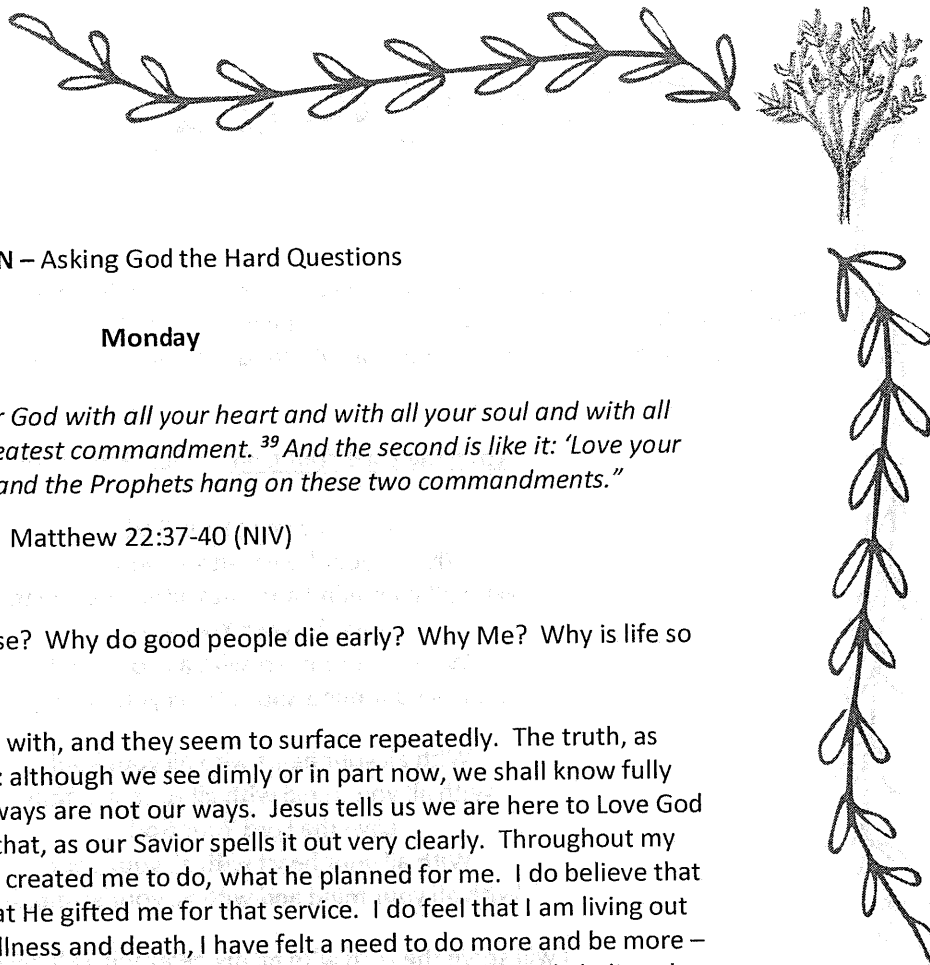 N – Asking God the Hard Questions
Monday
God with all your heart and with all your soul and with all
eatest commandment. ³⁹ And the second is like it: ‘Love your
and the Prophets hang on these two commandments.”
Matthew 22:37-40 (NIV)
se? Why do good people die early? Why Me? Why is life so
with, and they seem to surface repeatedly. The truth, as
: although we see dimly or in part now, we shall know fully
ways are not our ways. Jesus tells us we are here to Love God
that, as our Savior spells it out very clearly. Throughout my
created me to do, what he planned for me. I do believe that
at He gifted me for that service. I do feel that I am living out
llness and death, I have felt a need to do more and be more –